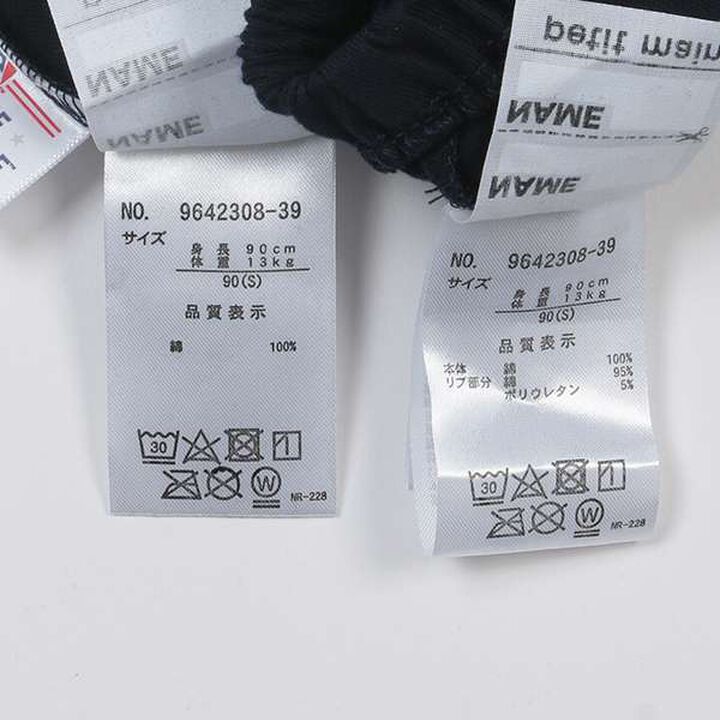 NAME
NAME
NO. 9642308-39
サイズ
身長 90cm
体重 13kg
90(S)
品質表示
綿 100%
30
W
NR-228
petit main
NAME
NAME
NO. 9642308-39
サイズ
身長 90cm
体重 13kg
90(S)
品質表示
本体 綿 100%
リブ部分 綿 95%
ポリウレタン 5%
30
W
NR-228